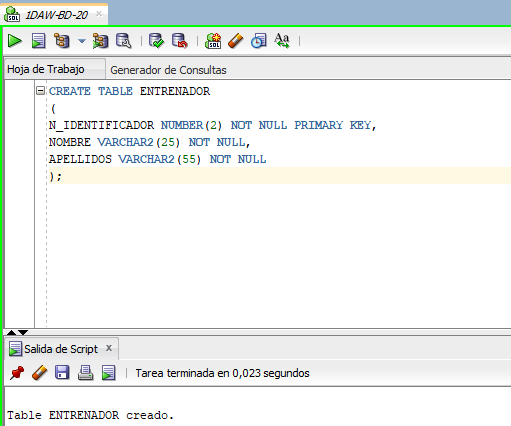 1DAW-BD-20
Hoja de Trabajo Generador de Consultas
CREATE TABLE ENTRENADOR
(
N_IDENTIFICADOR NUMBER(2) NOT NULL PRIMARY KEY,
NOMBRE VARCHAR2(25) NOT NULL,
APELLIDOS VARCHAR2(55) NOT NULL
);
Salida de Script x
Tarea terminada en 0,023 segundos
Table ENTRENADOR creado.